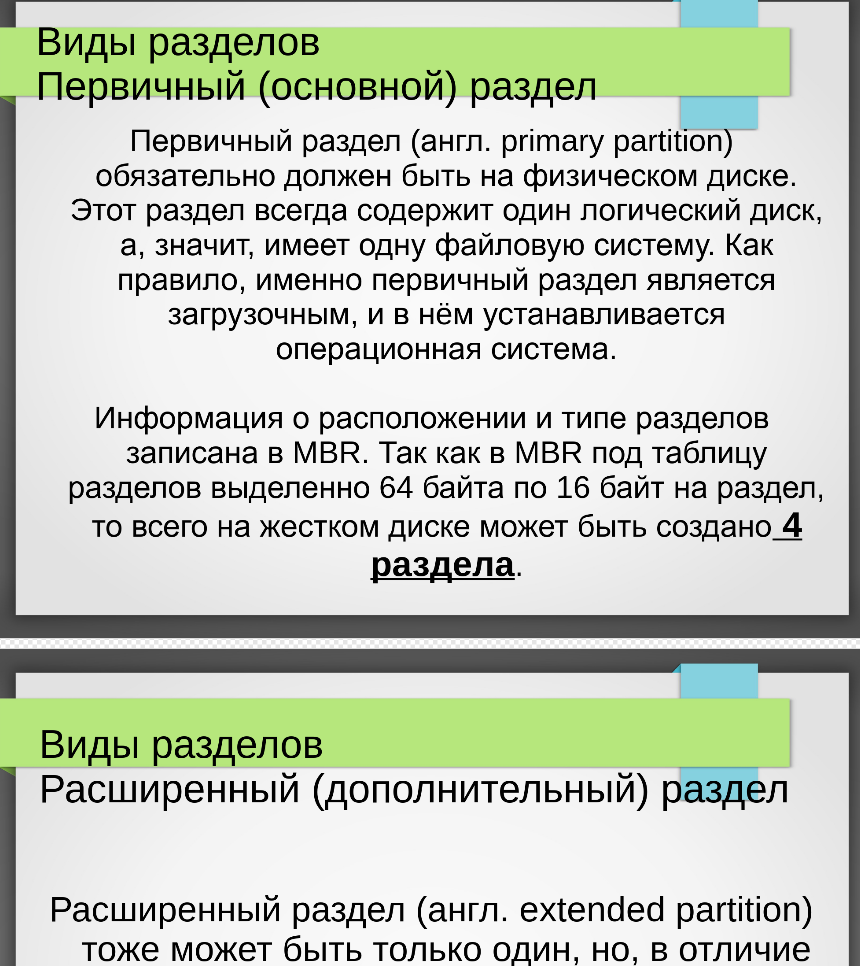 Виды разделов
Первичный (основной) раздел
Первичный раздел (англ. primary partition)
обязательно должен быть на физическом диске.
Этот раздел всегда содержит один логический диск,
а, значит, имеет одну файловую систему. Как
правило, именно первичный раздел является
загрузочным, и в нём устанавливается
операционная система.
Информация о расположении и типе разделов
записана в MBR. Так как в MBR под таблицу
разделов выделенно 64 байта по 16 байт на раздел,
то всего на жестком диске может быть создано 4
раздела.
Виды разделов
Расширенный (дополнительный) раздел
Расширенный раздел (англ. extended partition)
тоже может быть только один, но, в отличие